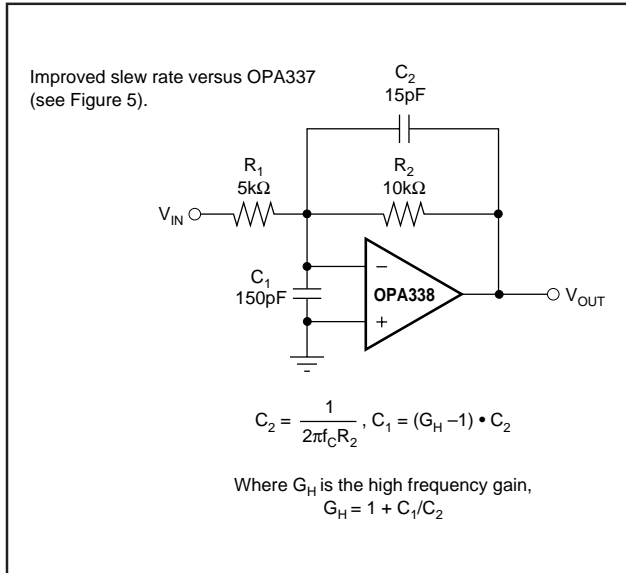 Improved slew rate versus OPA337
(see Figure 5).
C2
15pF
R1
5kΩ
R2
10kΩ
VIN
C1
150pF
–
OPA338
+
VOUT
C2 = 1 / 2πfCR2 , C1 = (GH –1) • C2
Where GH is the high frequency gain,
GH = 1 + C1/C2